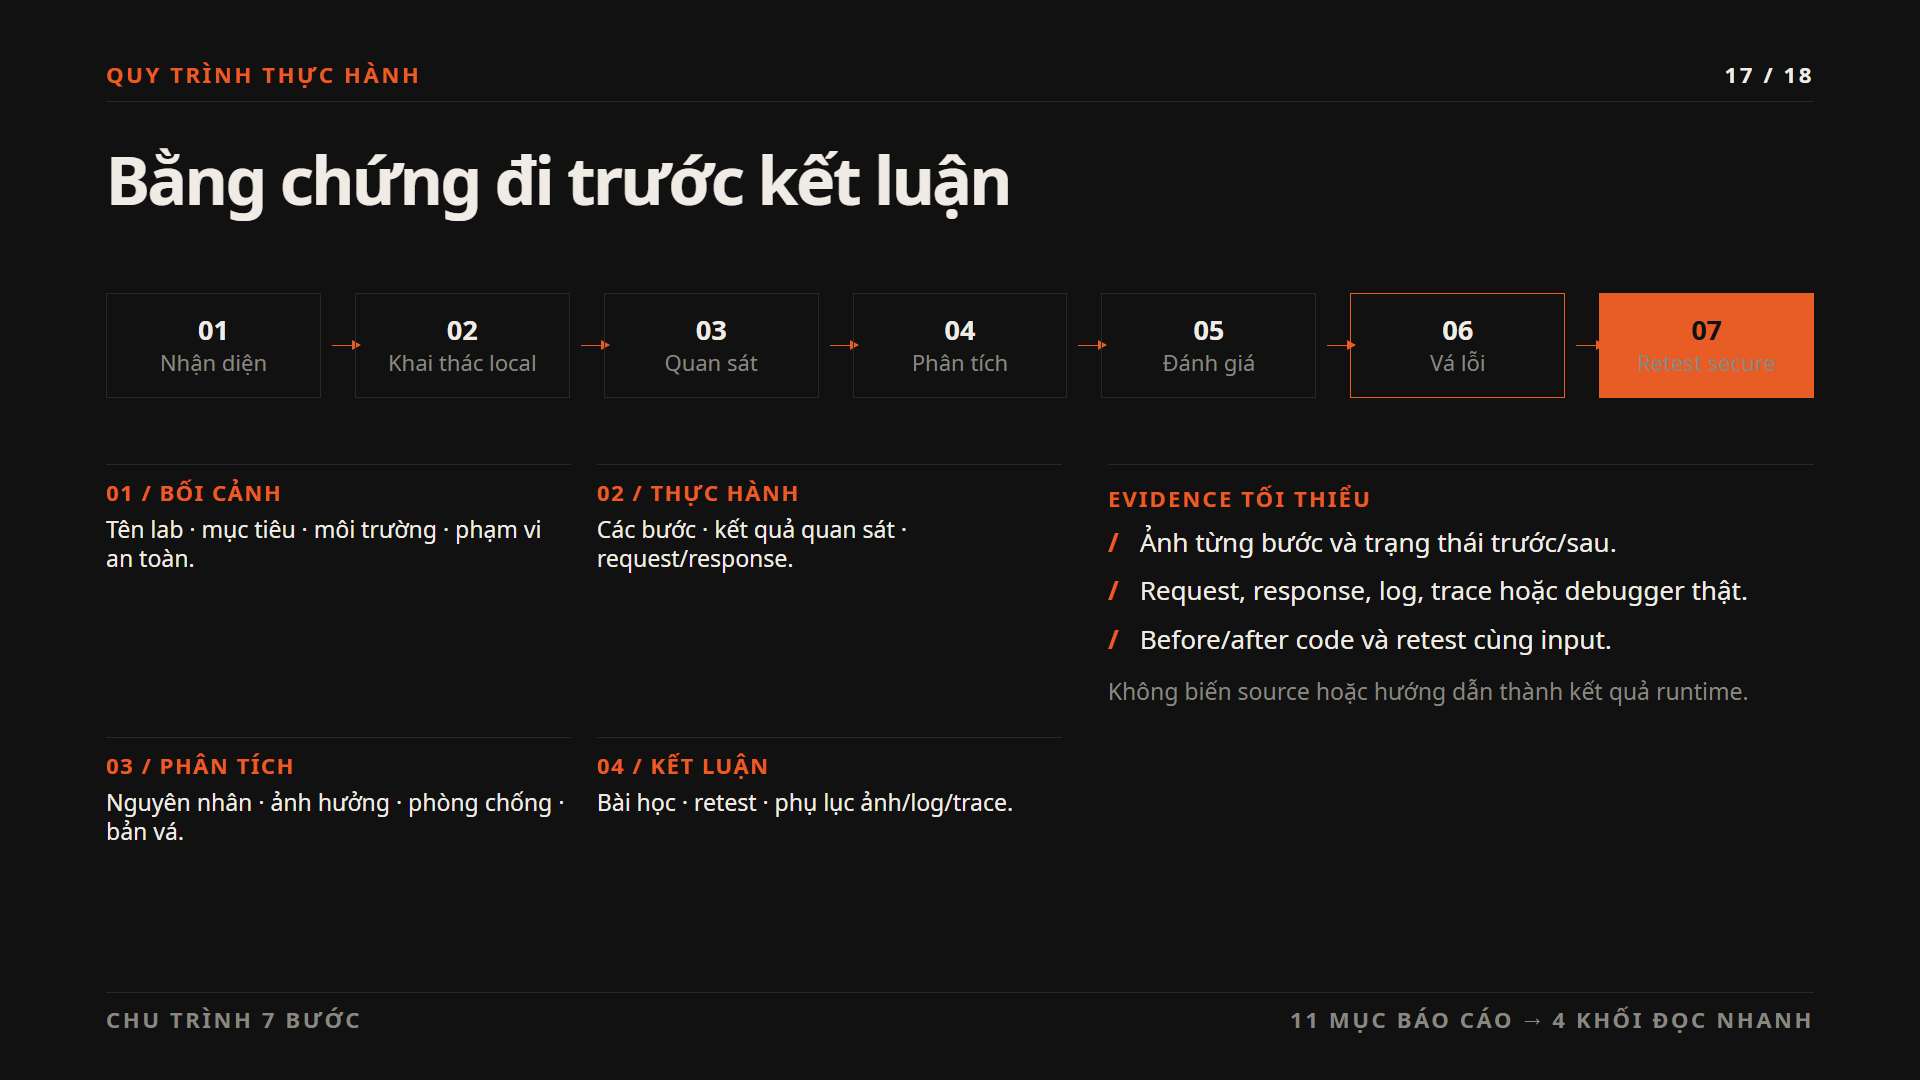 QUY TRÌNH THỰC HÀNH
17 / 18
Bằng chứng đi trước kết luận
01
Nhận diện
02
Khai thác local
03
Quan sát
04
Phân tích
05
Đánh giá
06
Vá lỗi
07
Retest secure
01 / BỐI CẢNH
Tên lab · mục tiêu · môi trường · phạm vi
an toàn.
02 / THỰC HÀNH
Các bước · kết quả quan sát ·
request/response.
EVIDENCE TỐI THIỂU
/ Ảnh từng bước và trạng thái trước/sau.
/ Request, response, log, trace hoặc debugger thật.
/ Before/after code và retest cùng input.
Không biến source hoặc hướng dẫn thành kết quả runtime.
03 / PHÂN TÍCH
Nguyên nhân · ảnh hưởng · phòng chống ·
bản vá.
04 / KẾT LUẬN
Bài học · retest · phụ lục ảnh/log/trace.
CHU TRÌNH 7 BƯỚC
11 MỤC BÁO CÁO → 4 KHỐI ĐỌC NHANH